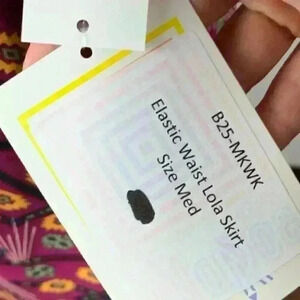 B25-MKWK
Elastic Waist Lola Skirt
Size Med